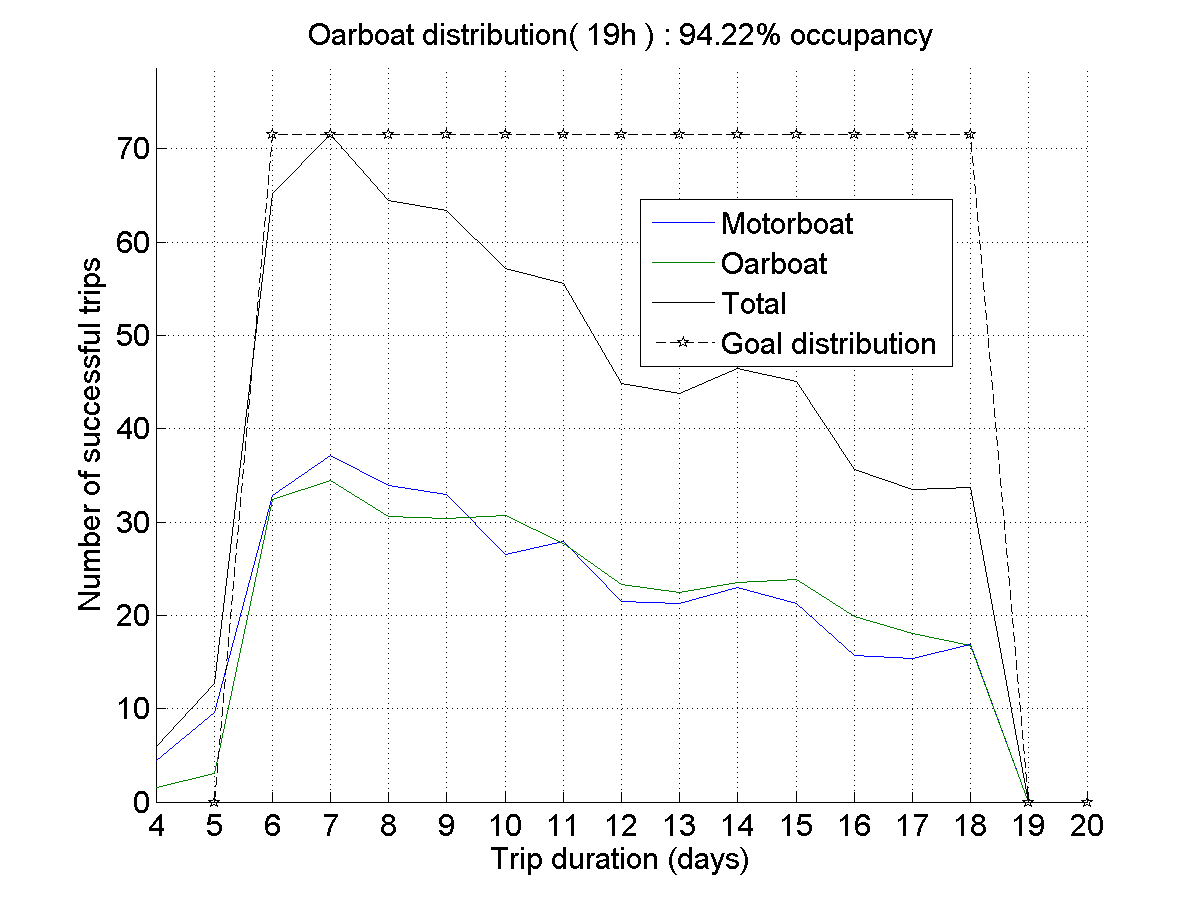 Oarboat distribution( 19h ) : 94.22% occupancy
Number of successful trips
70
60
50
40
30
20
10
0
Motorboat
Oarboat
Total
Goal distribution
4 5 6 7 8 9 10 11 12 13 14 15 16 17 18 19 20
Trip duration (days)